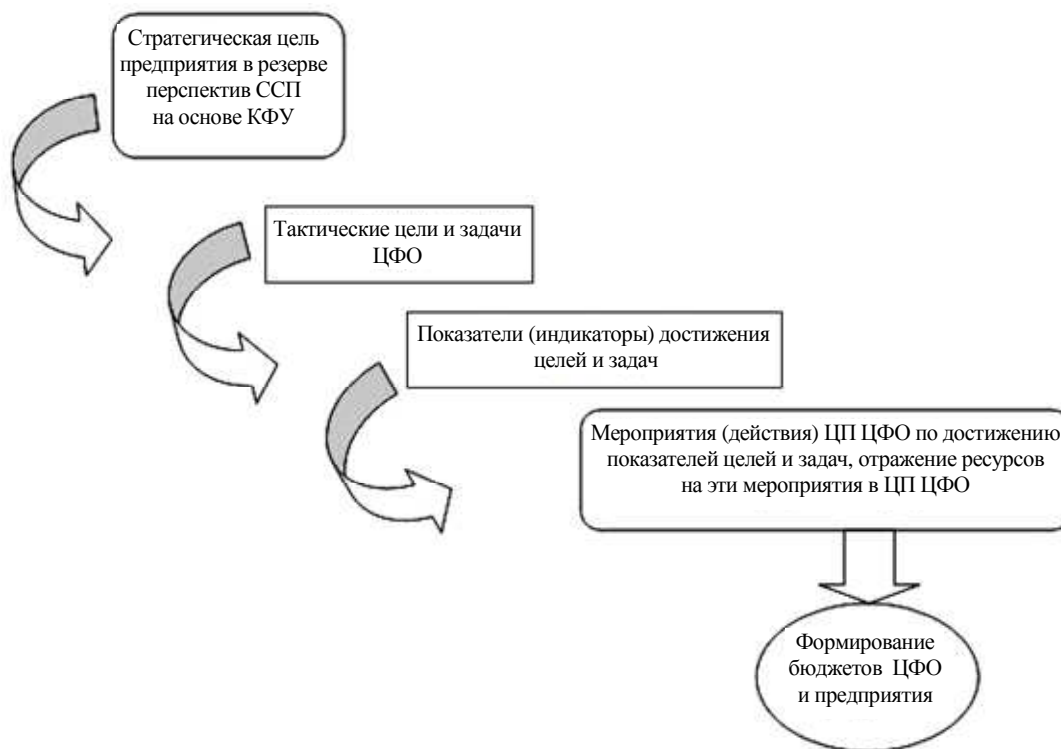 Стратегическая цель
предприятия в резерве
перспектив ССП
на основе КФУ
Тактические цели и задачи
ЦФО
Показатели (индикаторы) достижения
целей и задач
Мероприятия (действия) ЦП ЦФО по достижению
показателей целей и задач, отражение ресурсов
на эти мероприятия в ЦП ЦФО
Формирование
бюджетов ЦФО
и предприятия